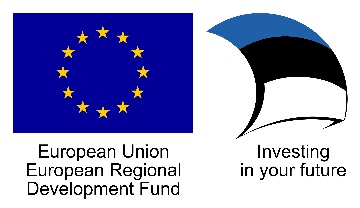 European Union
European Regional
Development Fund
Investing
in your future